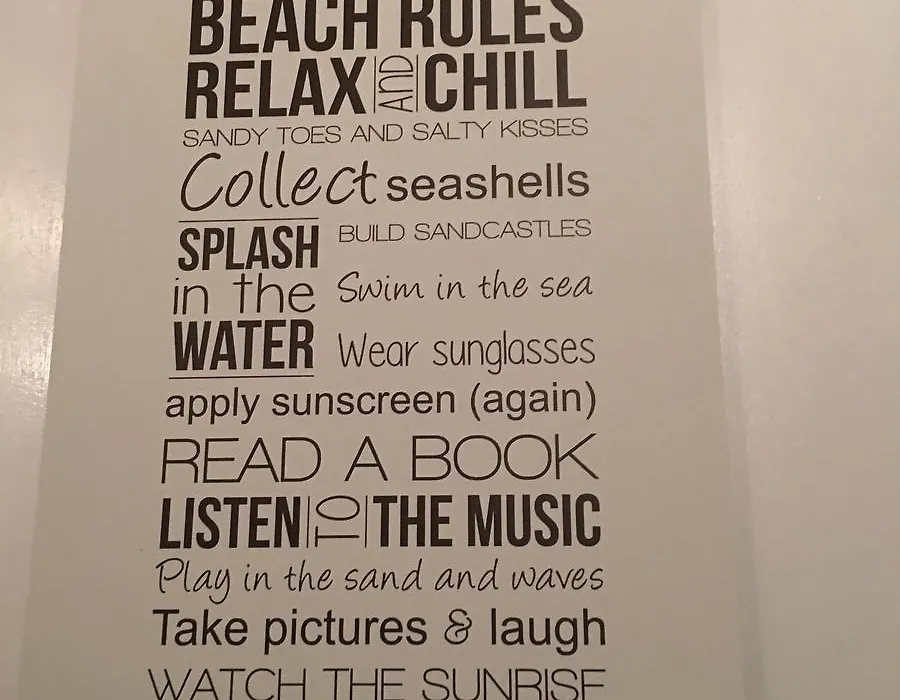 BEACH RULES
RELAX AND CHILL
SANDY TOES AND SALTY KISSES
Collect seashells
SPLASH
in the
WATER
BUILD SANDCASTLES
Swim in the sea
Wear sunglasses
apply sunscreen (again)
READ A BOOK
LISTEN TO THE MUSIC
Play in the sand and waves
Take pictures & laugh
WATCH THE SUNRISE